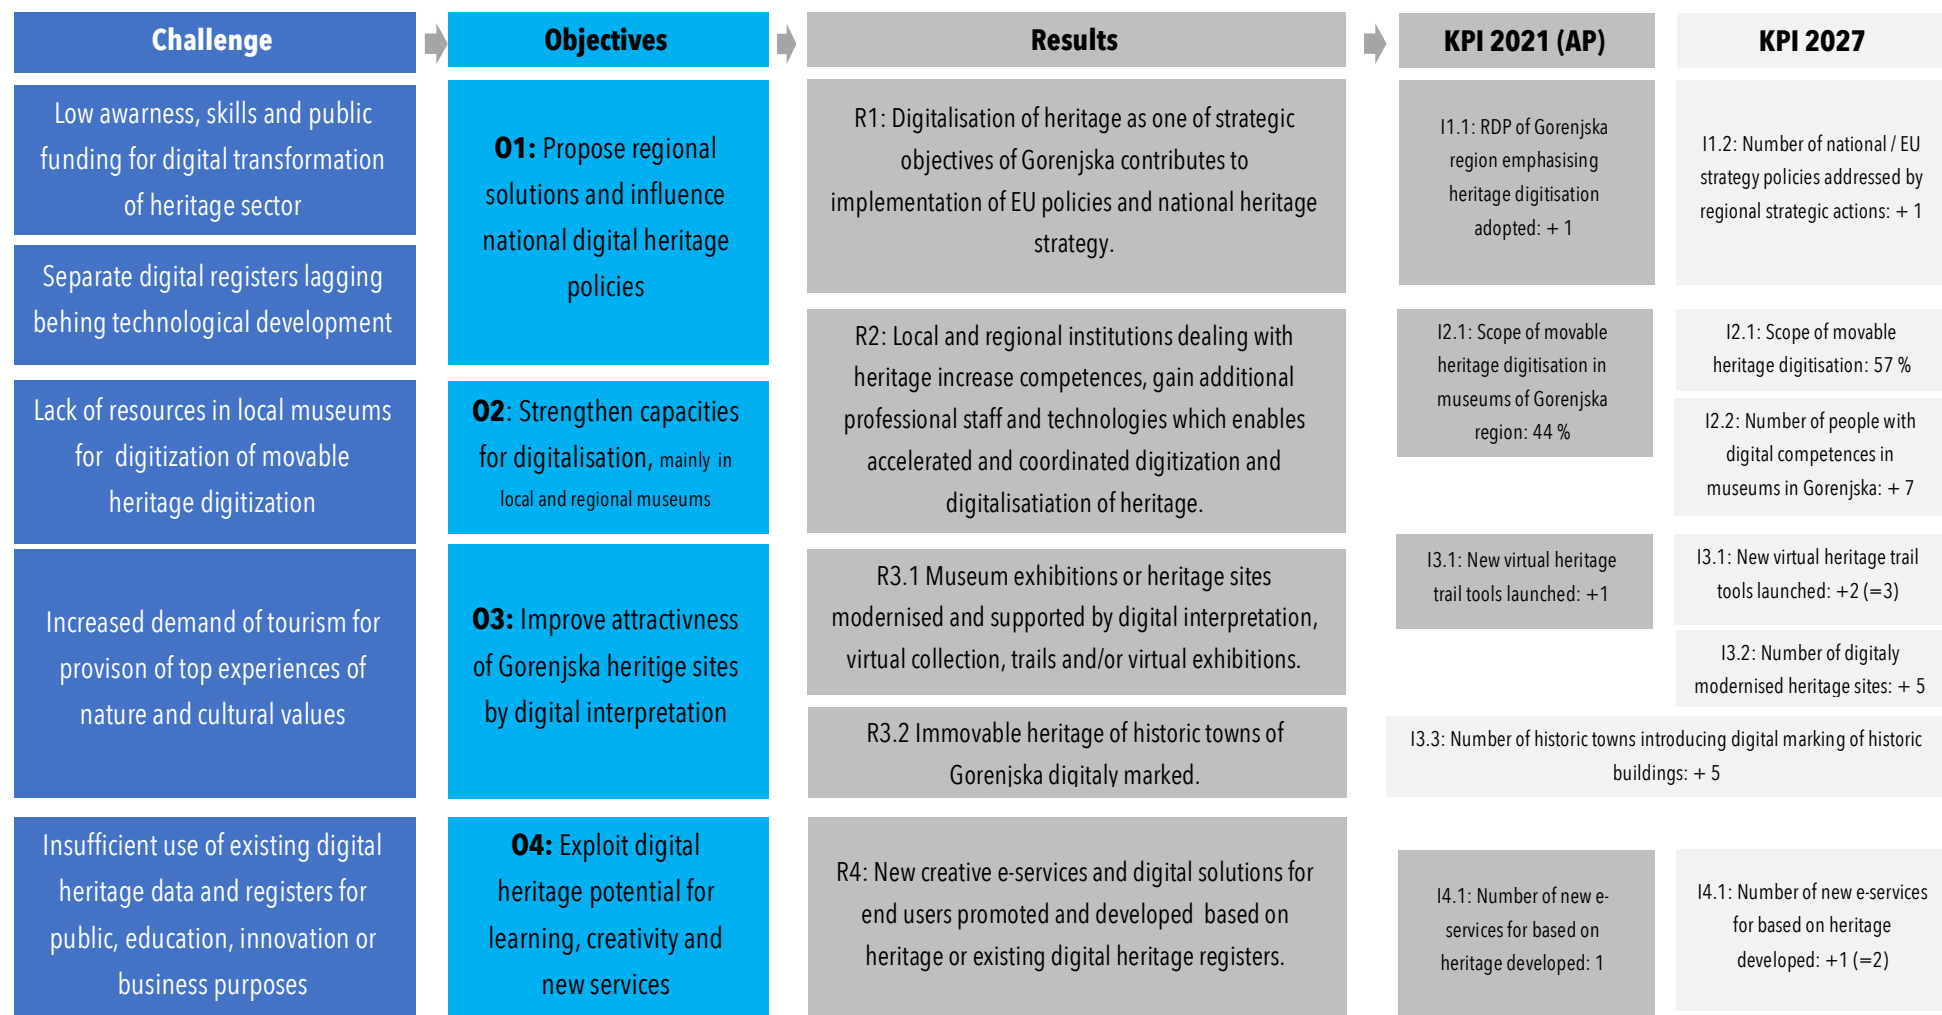 Challenge
Objectives
Results
KPI 2021 (AP)
KPI 2027
Low awarness, skills and public
funding for digital transformation
of heritage sector
Separate digital registers lagging
behing technological development
O1: Propose regional
solutions and influence
national digital heritage
policies
R1: Digitalisation of heritage as one of strategic
objectives of Gorenjska contributes to
implementation of EU policies and national heritage
strategy.
I1.1: RDP of Gorenjska
region emphasising
heritage digitisation
adopted: + 1
I1.2: Number of national / EU
strategy policies addressed by
regional strategic actions: + 1
Lack of resources in local museums
for digitization of movable
heritage digitization
O2: Strengthen capacities
for digitalisation, mainly in
local and regional museums
R2: Local and regional institutions dealing with
heritage increase competences, gain additional
professional staff and technologies which enables
accelerated and coordinated digitization and
digitalisatiation of heritage.
I2.1: Scope of movable
heritage digitisation in
museums of Gorenjska
region: 44 %
I2.1: Scope of movable
heritage digitisation: 57 %
I2.2: Number of people with
digital competences in
museums in Gorenjska: + 7
Increased demand of tourism for
provison of top experiences of
nature and cultural values
O3: Improve attractivness
of Gorenjska heritige sites
by digital interpretation
R3.1 Museum exhibitions or heritage sites
modernised and supported by digital interpretation,
virtual collection, trails and/or virtual exhibitions.
I3.1: New virtual heritage
trail tools launched: +1
I3.1: New virtual heritage trail
tools launched: +2 (=3)
I3.2: Number of digitaly
modernised heritage sites: + 5
R3.2 Immovable heritage of historic towns of
Gorenjska digitaly marked.
I3.3: Number of historic towns introducing digital marking of historic
buildings: + 5
Insufficient use of existing digital
heritage data and registers for
public, education, innovation or
business purposes
O4: Exploit digital
heritage potential for
learning, creativity and
new services
R4: New creative e-services and digital solutions for
end users promoted and developed based on
heritage or existing digital heritage registers.
I4.1: Number of new e-
services for based on
heritage developed: 1
I4.1: Number of new e-services
for based on heritage
developed: +1 (=2)